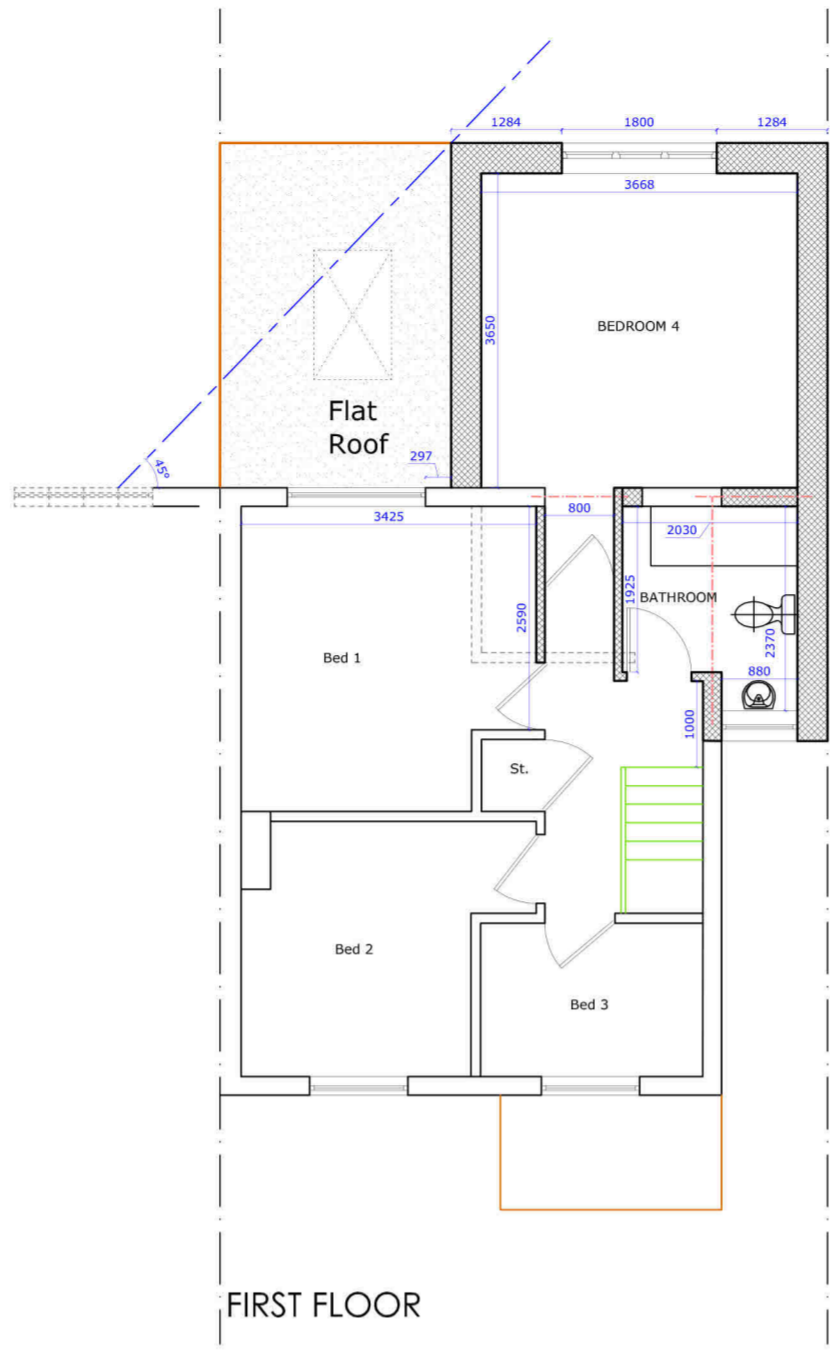 1284
1800
1284
3668
3650
BEDROOM 4
Flat
Roof
45°
297
3425
800
2030
2590
1925
BATHROOM
2370
Bed 1
880
1000
St.
Bed 2
Bed 3
FIRST FLOOR